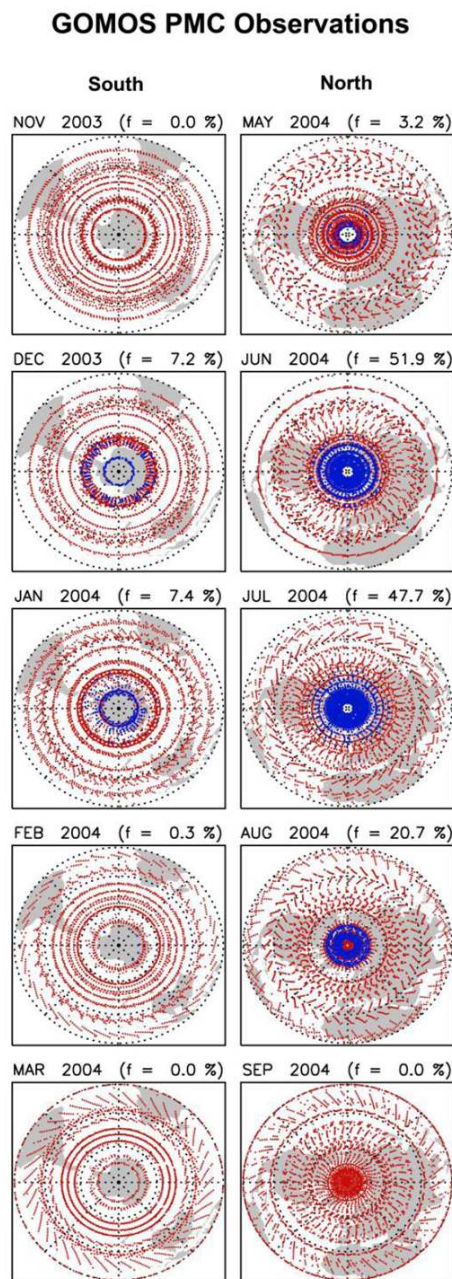 GOMOS PMC Observations
South North
NOV 2003 (f = 0.0 %) MAY 2004 (f = 3.2 %)
DEC 2003 (f = 7.2 %) JUN 2004 (f = 51.9 %)
JAN 2004 (f = 7.4 %) JUL 2004 (f = 47.7 %)
FEB 2004 (f = 0.3 %) AUG 2004 (f = 20.7 %)
MAR 2004 (f = 0.0 %) SEP 2004 (f = 0.0 %)